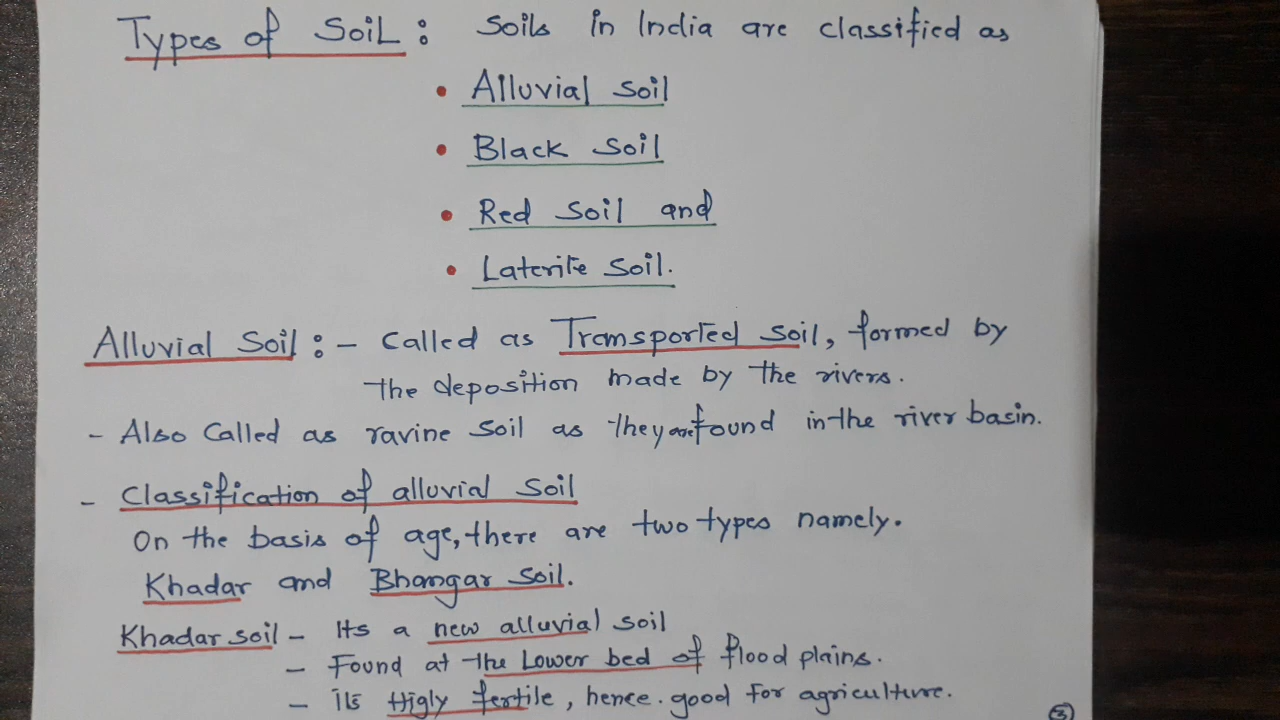 Types of Soil : Soils in India are classified as
• Alluvial soil
• Black soil
• Red soil and
• Laterite soil.
Alluvial Soil :- Called as Transported soil, formed by
the deposition made by the rivers.
- Also Called as ravine soil as they are found in the river basin.
- Classification of alluvial soil
On the basis of age, there are two types namely.
Khadar and Bhangar soil.
Khadar soil - Its a new alluvial soil
- Found at the Lower bed of flood plains.
- its Higly fertile, hence. good for agriculture.
3